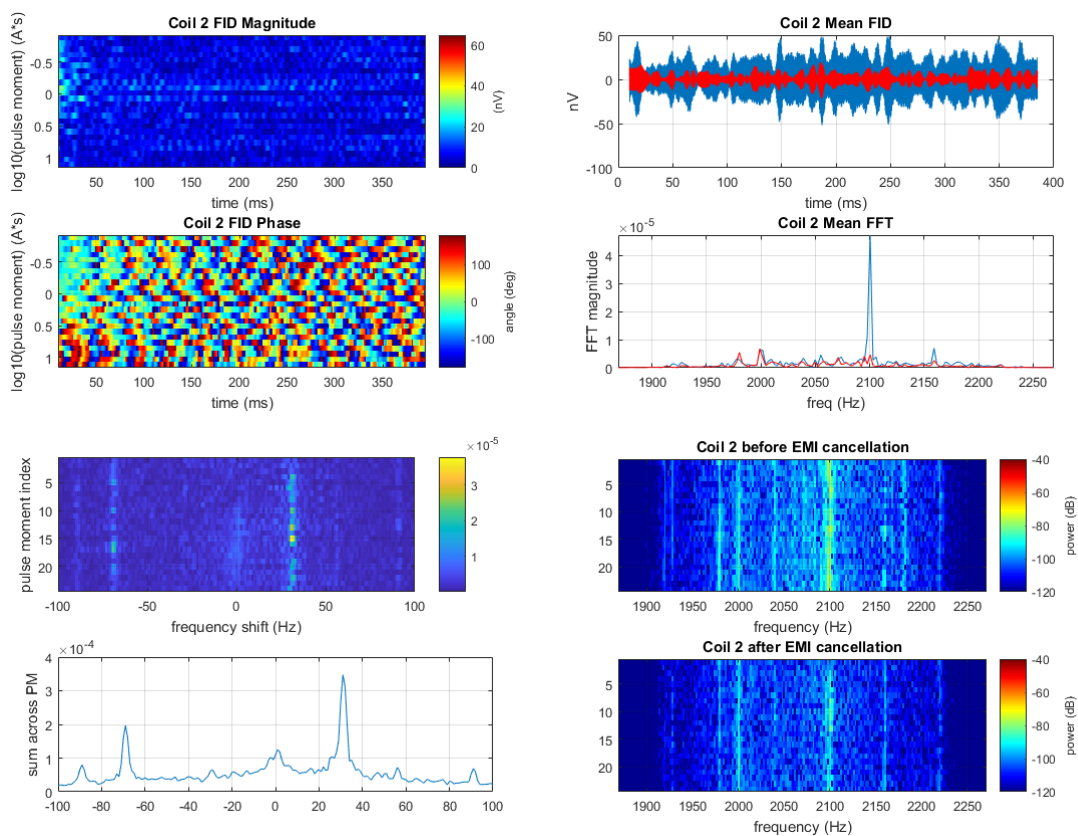 Coil 2 FID Magnitude
log10(pulse moment) (A*s)
-0.5
0
0.5
1
50 100 150 200 250 300 350
time (ms)
60
40
20
0
(nV)
Coil 2 Mean FID
nV
50
0
-50
-100
0 50 100 150 200 250 300 350 400
time (ms)
Coil 2 FID Phase
log10(pulse moment) (A*s)
-0.5
0
0.5
1
50 100 150 200 250 300 350
time (ms)
100
0
-100
angle (deg)
Coil 2 Mean FFT
×10-5
FFT magnitude
4
3
2
1
0
1900 1950 2000 2050 2100 2150 2200 2250
freq (Hz)
pulse moment index
5
10
15
20
-100 -50 0 50 100
frequency shift (Hz)
×10-5
3
2
1
Coil 2 before EMI cancellation
5
10
15
20
1900 1950 2000 2050 2100 2150 2200 2250
frequency (Hz)
-40
-60
-80
-100
-120
power (dB)
×10-4
sum across PM
4
3
2
1
0
-100 -80 -60 -40 -20 0 20 40 60 80 100
Coil 2 after EMI cancellation
5
10
15
20
1900 1950 2000 2050 2100 2150 2200 2250
frequency (Hz)
-40
-60
-80
-100
-120
power (dB)